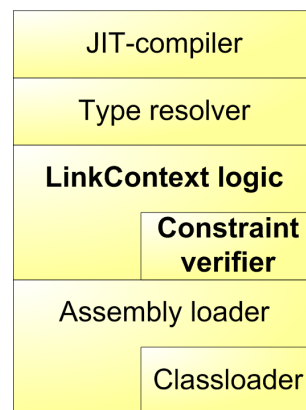 JIT-compiler
Type resolver
LinkContext logic
Constraint
verifier
Assembly loader
Classloader